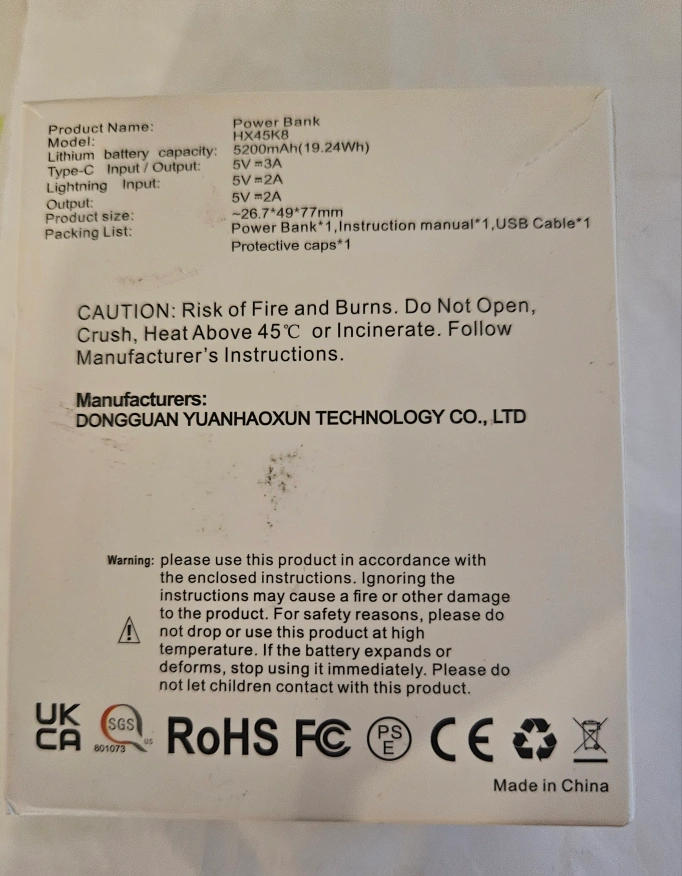 Product Name: Power Bank
Model: HX45K8
Lithium battery capacity: 5200mAh(19.24Wh)
Type-C Input / Output: 5V⎓3A
Lightning Input: 5V⎓2A
Output: 5V⎓2A
Product size: ~26.7*49*77mm
Packing List: Power Bank*1,Instruction manual*1,USB Cable*1
Protective caps*1
CAUTION: Risk of Fire and Burns. Do Not Open,
Crush, Heat Above 45℃ or Incinerate. Follow
Manufacturer's Instructions.
Manufacturers:
DONGGUAN YUANHAOXUN TECHNOLOGY CO., LTD
Warning: please use this product in accordance with
the enclosed instructions. Ignoring the
instructions may cause a fire or other damage
to the product. For safety reasons, please do
not drop or use this product at high
temperature. If the battery expands or
deforms, stop using it immediately. Please do
not let children contact with this product.
UK
CA
SGS
601073
US
RoHS FC PS
E
CE
Made in China